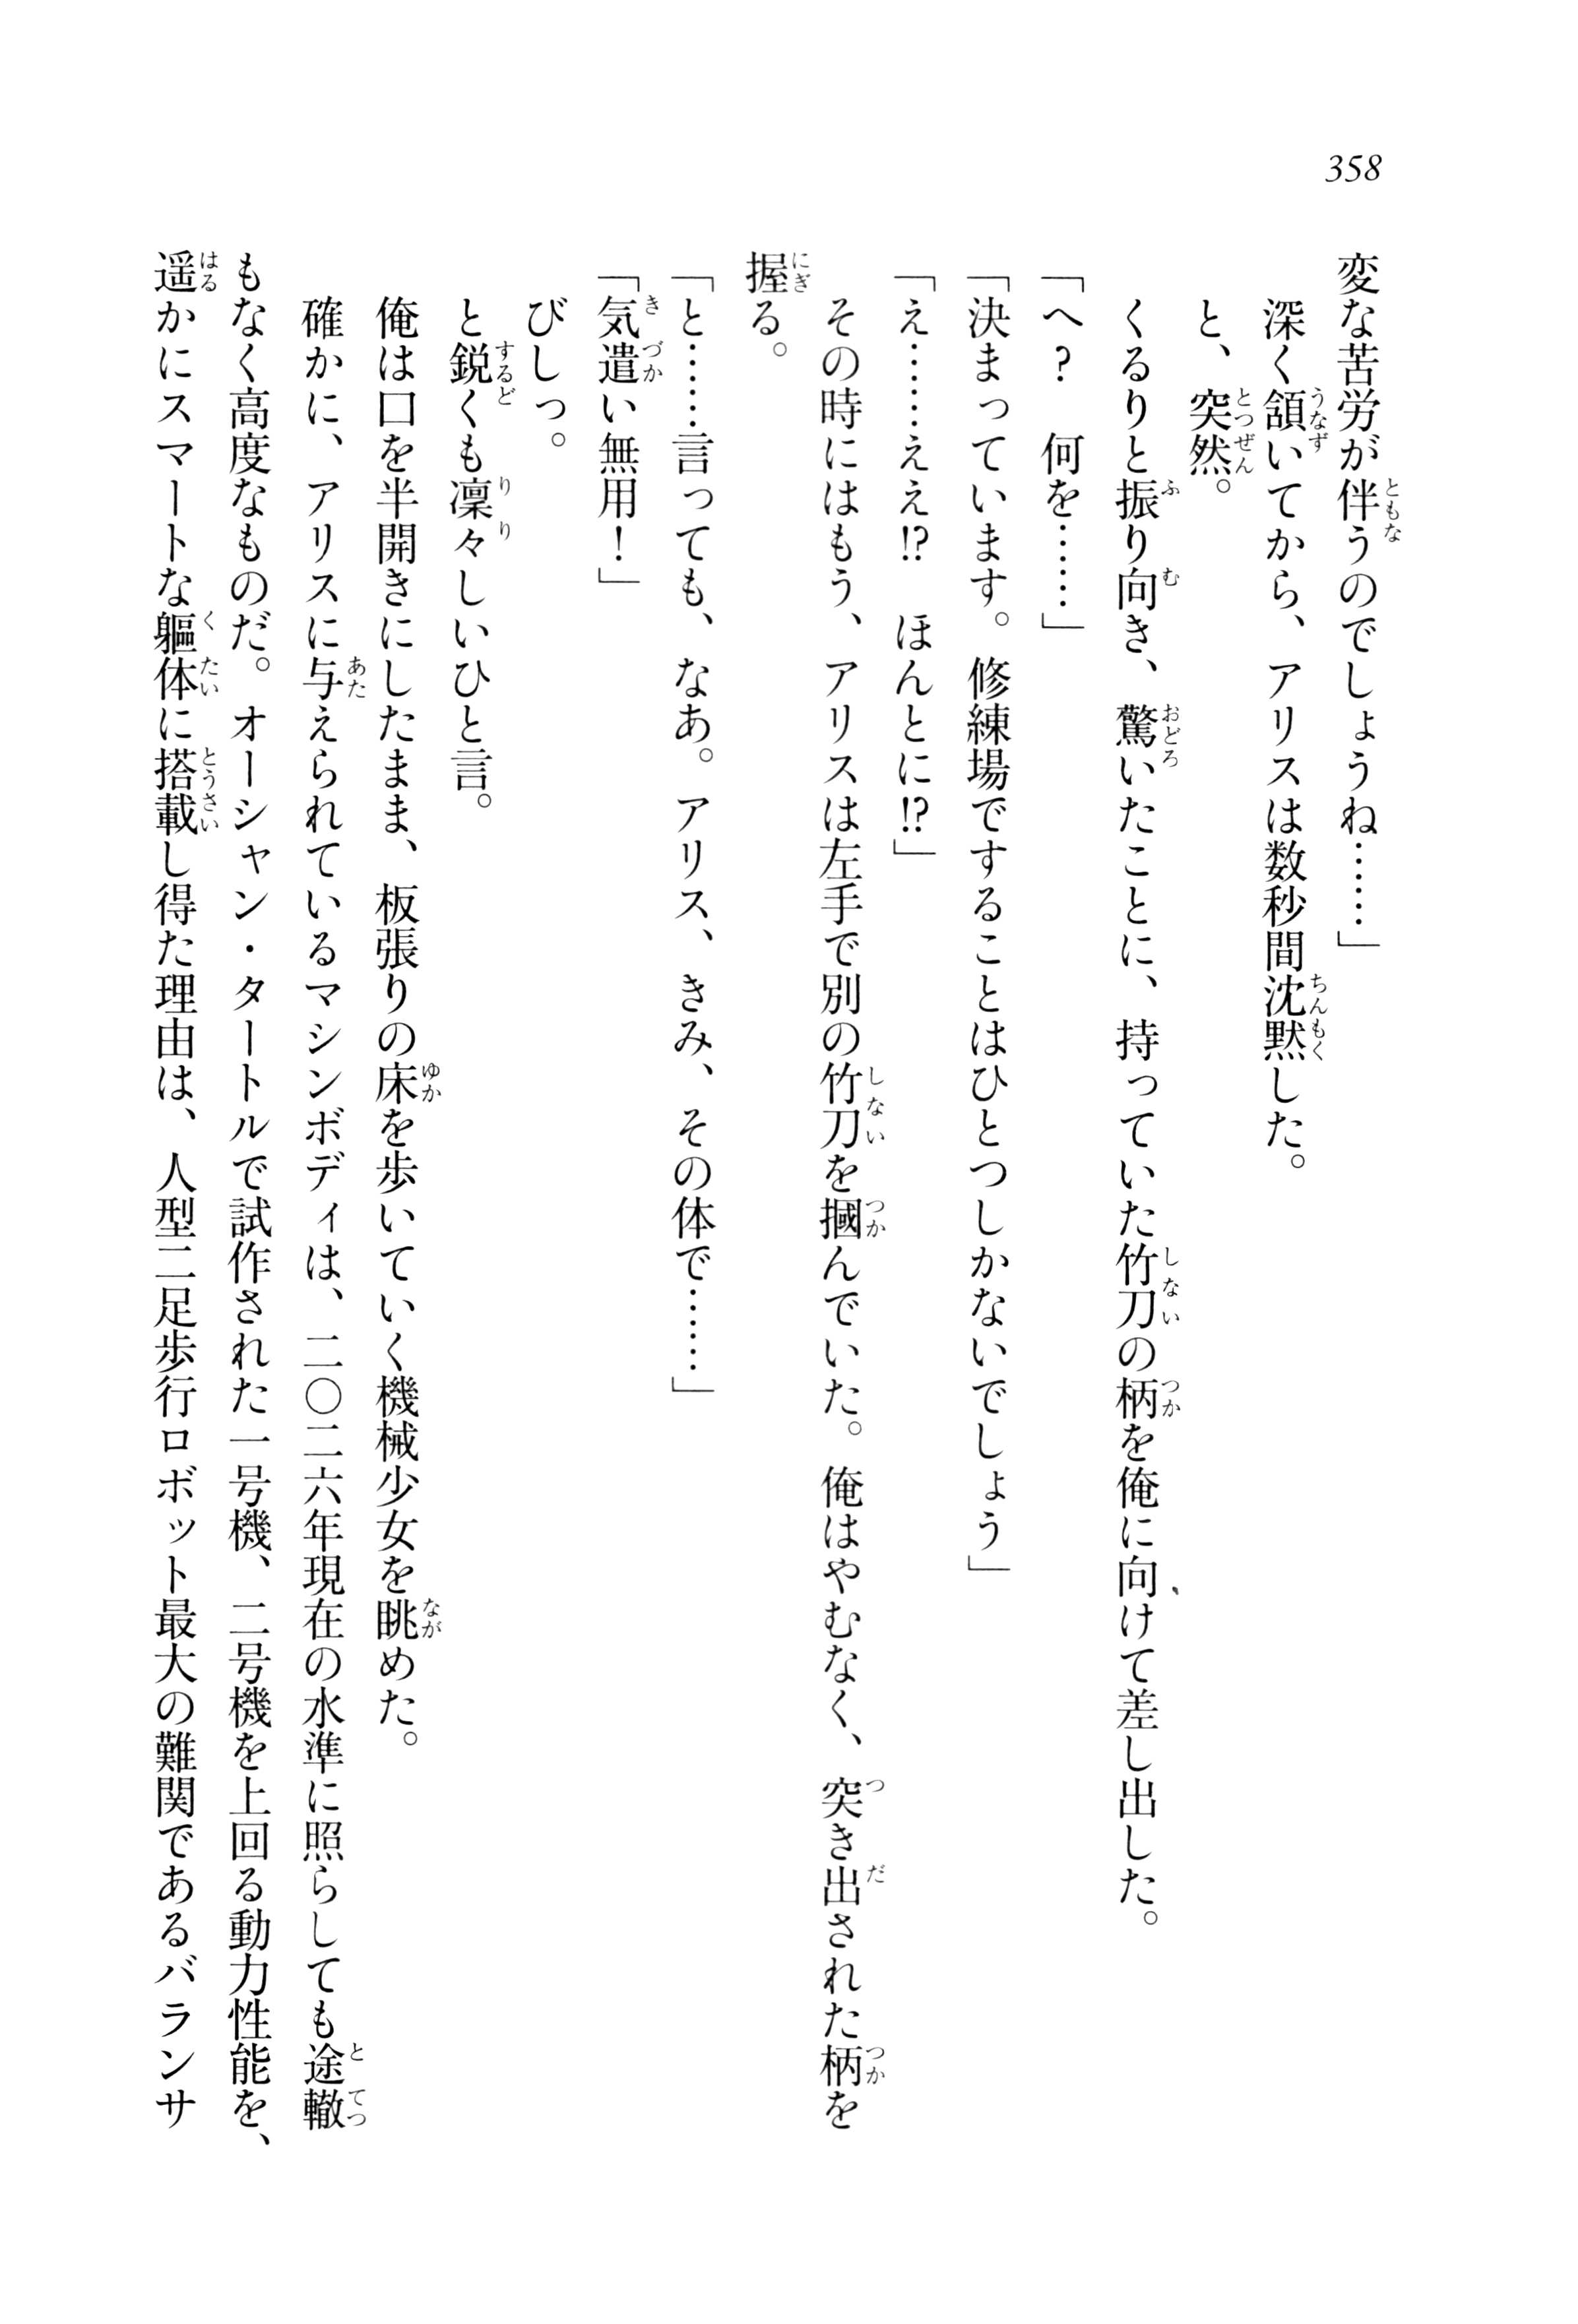 358
変な苦労が伴うのでしょうね……」
深く頷いてから、アリスは数秒間沈黙した。
と、突然。
くるりと振り向き、驚いたことに、持っていた竹刀の柄を俺に向けて差し出した。
「へ？　何を……」
「決まっています。修練場ですることはひとつしかないでしょう」
「え……ええ⁉　ほんとに⁉」
その時にはもう、アリスは左手で別の竹刀を摑んでいた。俺はやむなく、突き出された柄を
握る。
「と……言っても、なあ。アリス、きみ、その体で……」
「気遣い無用！」
びしっ。
と鋭くも凜々しいひと言。
俺は口を半開きにしたまま、板張りの床を歩いていく機械少女を眺めた。
確かに、アリスに与えられているマシンボディは、二〇二六年現在の水準に照らしても途轍
もなく高度なものだ。オーシャン・タートルで試作された一号機、二号機を上回る動力性能を、
遥かにスマートな軀体に搭載し得た理由は、人型二足歩行ロボット最大の難関であるバランサ